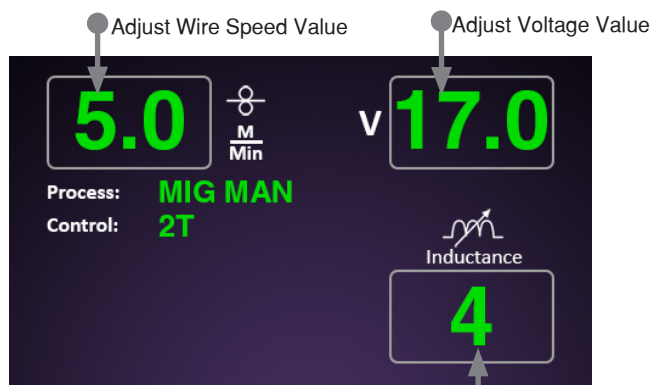 Adjust Wire Speed Value
Adjust Voltage Value
5.0
M
Min
V 17.0
Process: MIG MAN
Control: 2T
Inductance
4